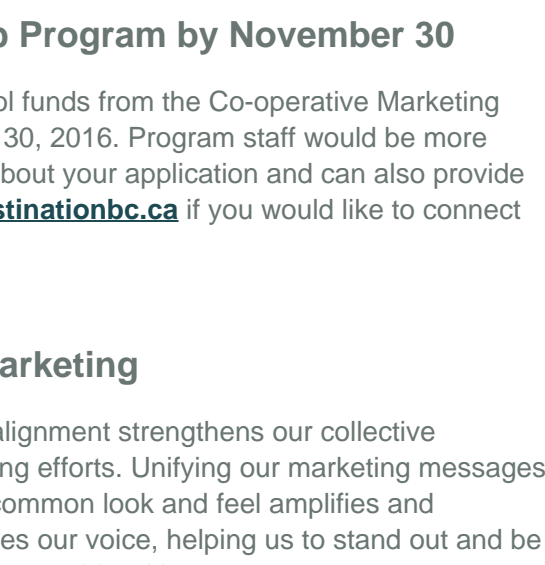 Program by November 30
funds from the Co-operative Marketing
30, 2016. Program staff would be more
about your application and can also provide
stinationbc.ca if you would like to connect
arketing
alignment strengthens our collective
ing efforts. Unifying our marketing messages
common look and feel amplifies and
es our voice, helping us to stand out and be